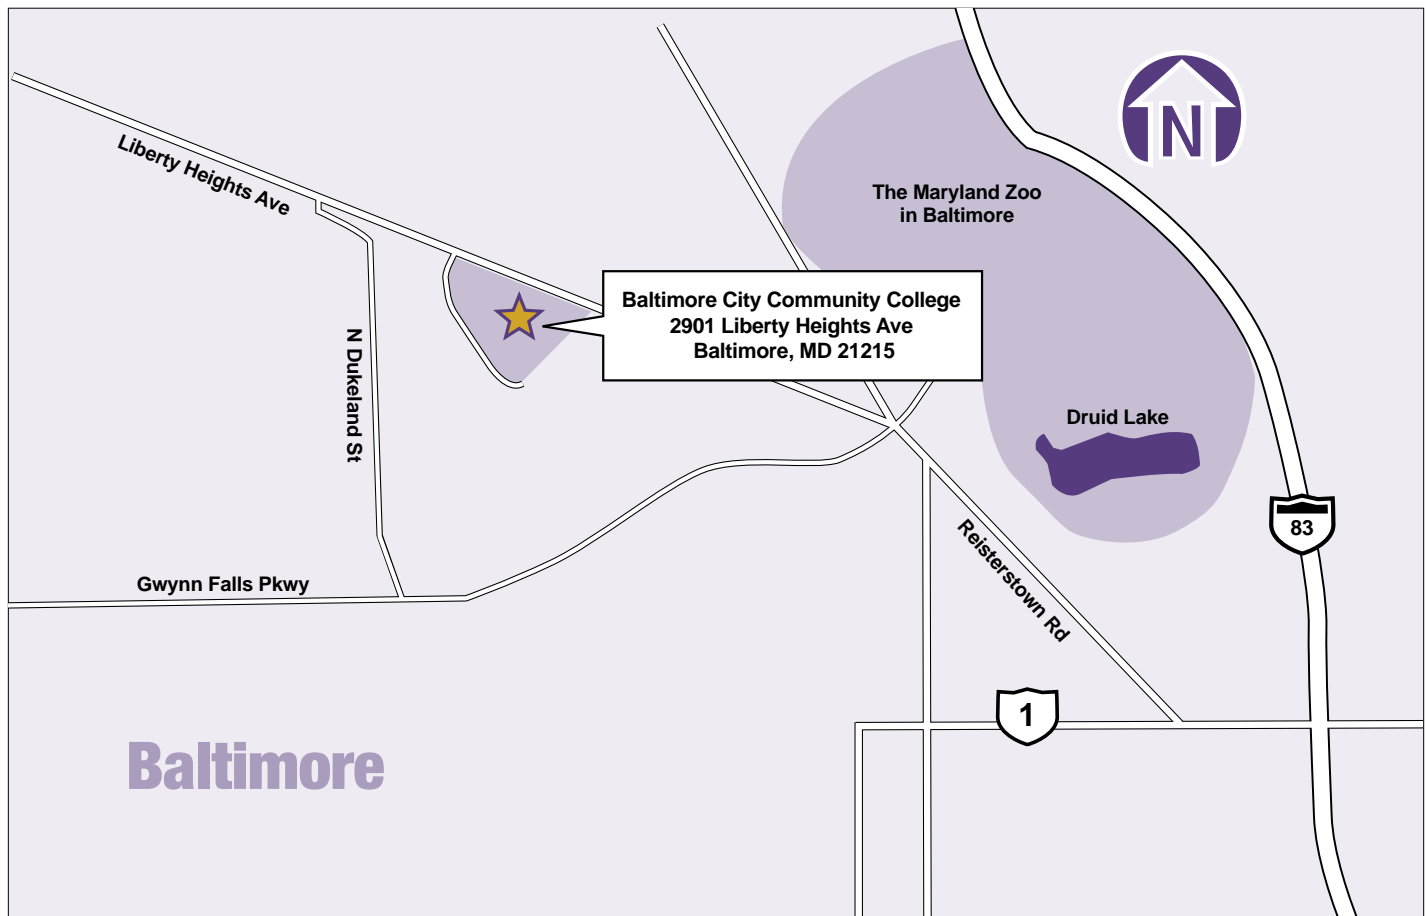 N
Liberty Heights Ave
The Maryland Zoo
in Baltimore
Baltimore City Community College
2901 Liberty Heights Ave
Baltimore, MD 21215
N Dukeland St
Druid Lake
83
Reisterstown Rd
Gwynn Falls Pkwy
1
Baltimore